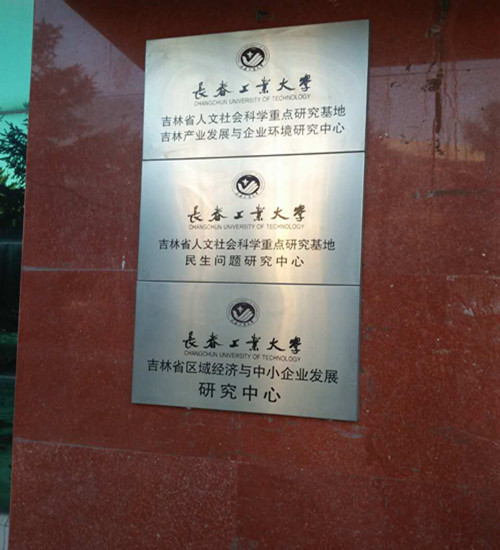 长春工业大学
CHANGCHUN UNIVERSITY OF TECHNOLOGY
吉林省人文社会科学重点研究基地
吉林产业发展与企业环境研究中心
长春工业大学
CHANGCHUN UNIVERSITY OF TECHNOLOGY
吉林省人文社会科学重点研究基地
民生问题研究中心
长春工业大学
CHANGCHUN UNIVERSITY OF TECHNOLOGY
吉林省区域经济与中小企业发展
研究中心